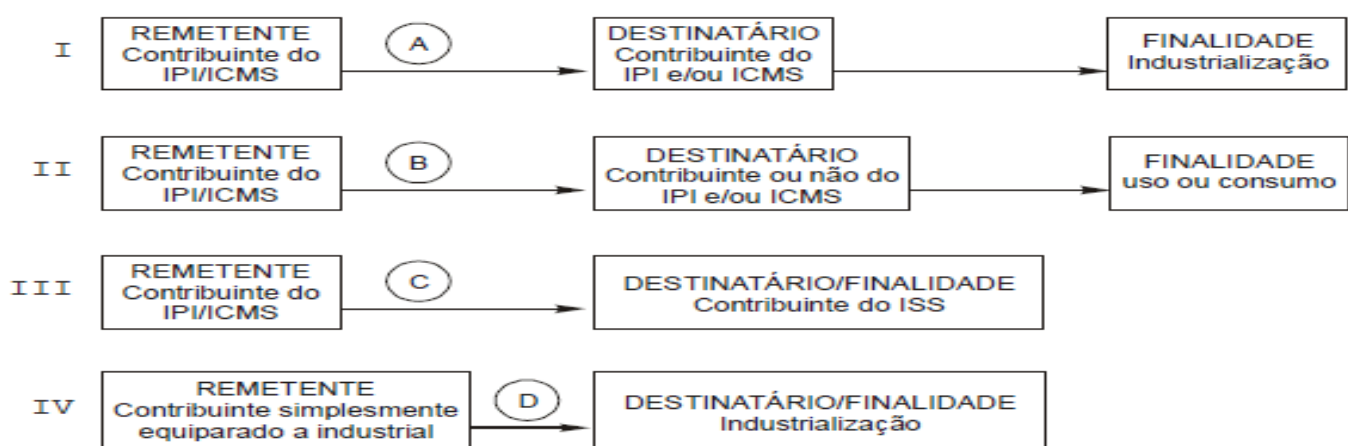 I
REMETENTE
Contribuinte do
IPI/ICMS
A
DESTINATÁRIO
Contribuinte do
IPI e/ou ICMS
FINALIDADE
Industrialização
II
REMETENTE
Contribuinte do
IPI/ICMS
B
DESTINATÁRIO
Contribuinte ou não do
IPI e/ou ICMS
FINALIDADE
uso ou consumo
III
REMETENTE
Contribuinte do
IPI/ICMS
C
DESTINATÁRIO/FINALIDADE
Contribuinte do ISS
IV
REMETENTE
Contribuinte simplesmente
equiparado a industrial
D
DESTINATÁRIO/FINALIDADE
Industrialização